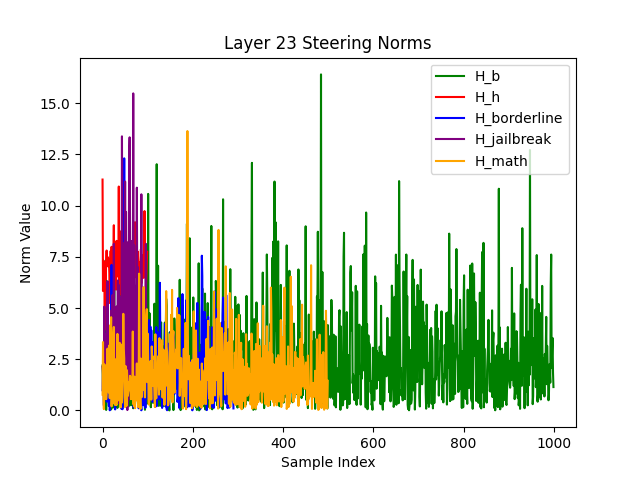 Layer 23 Steering Norms
H_b
H_h
H_borderline
H_jailbreak
H_math
Norm Value
15.0
12.5
10.0
7.5
5.0
2.5
0.0
0
200
400
600
800
1000
Sample Index